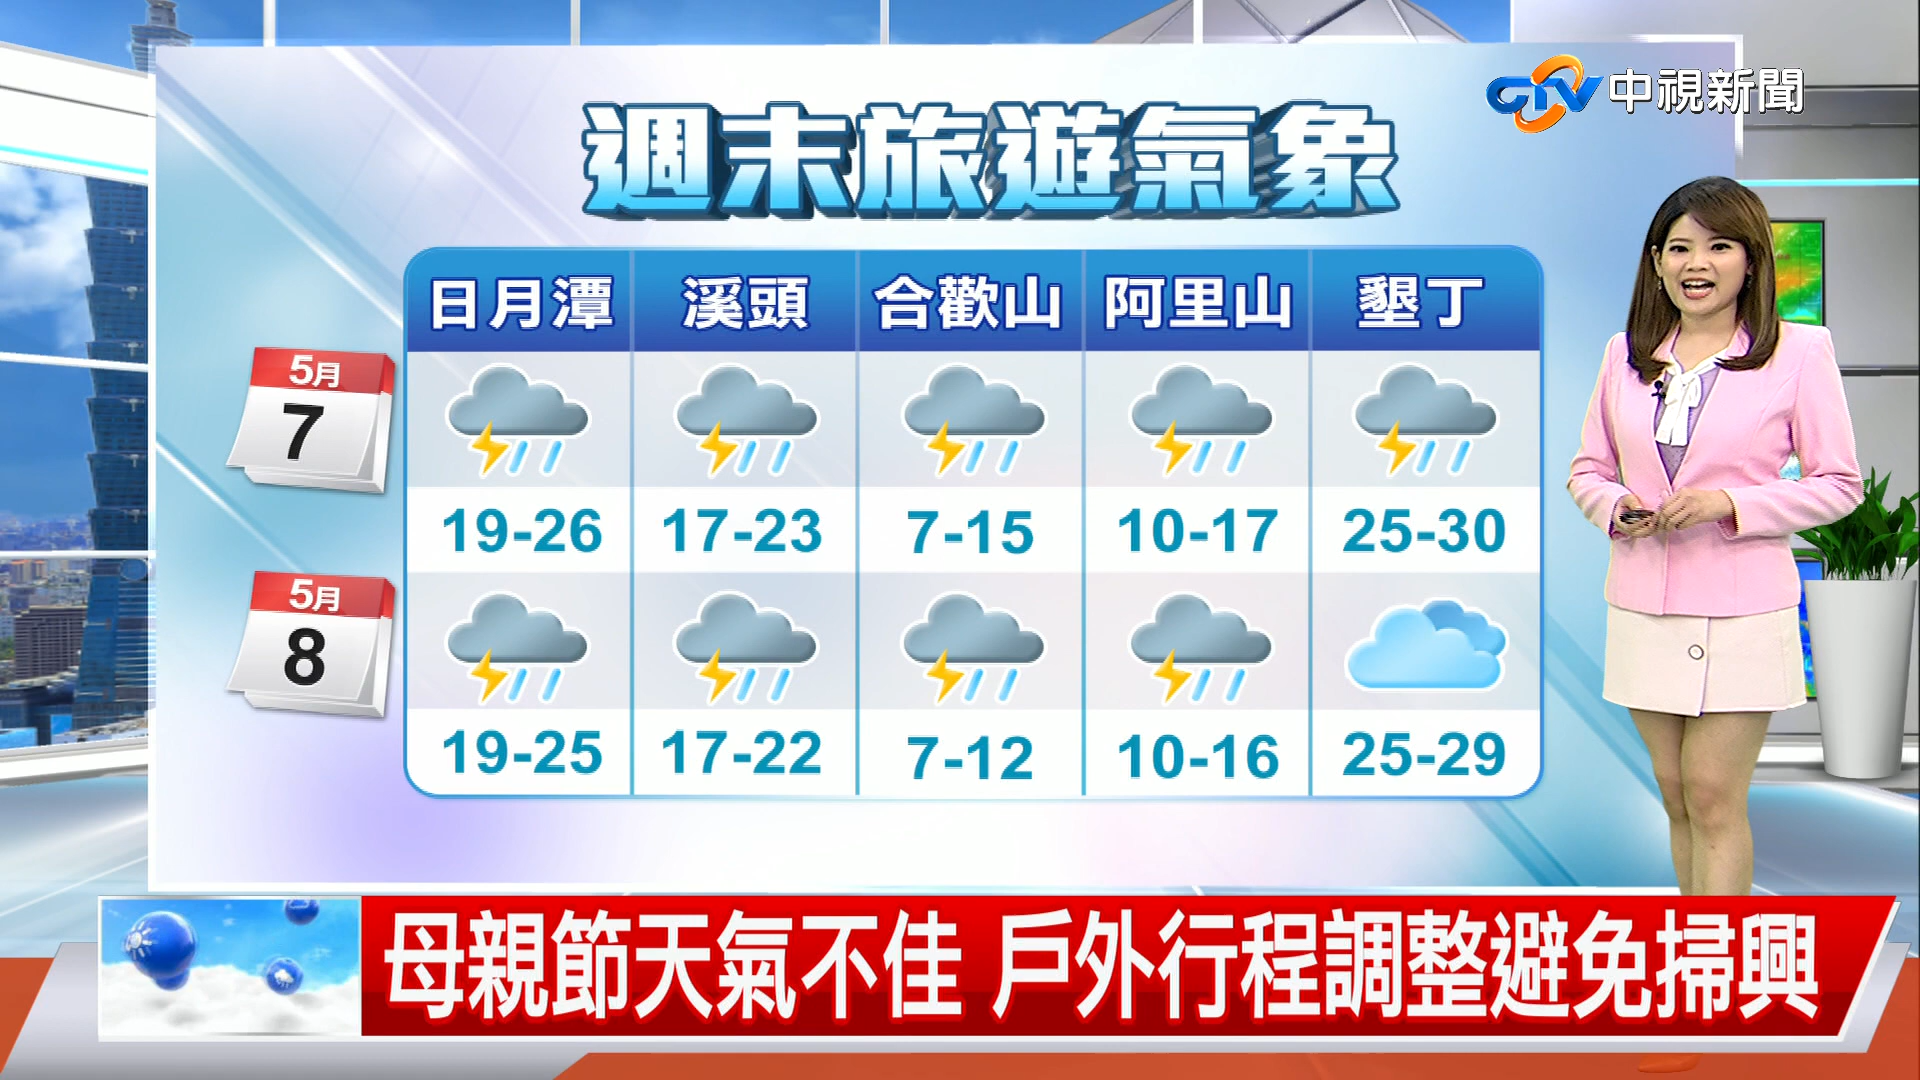 CTV 中視新聞
週末旅遊氣象
日月潭 溪頭 合歡山 阿里山 墾丁
5月
7
19-26 17-23 7-15 10-17 25-30
5月
8
19-25 17-22 7-12 10-16 25-29
母親節天氣不佳 戶外行程調整避免掃興